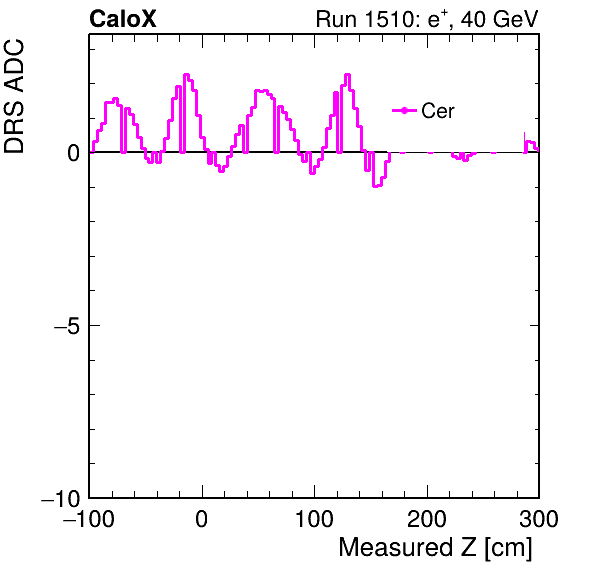 CaloX Run 1510: e⁺, 40 GeV
DRS ADC
Cer
0
−5
−10
−100 0 100 200 300
Measured Z [cm]